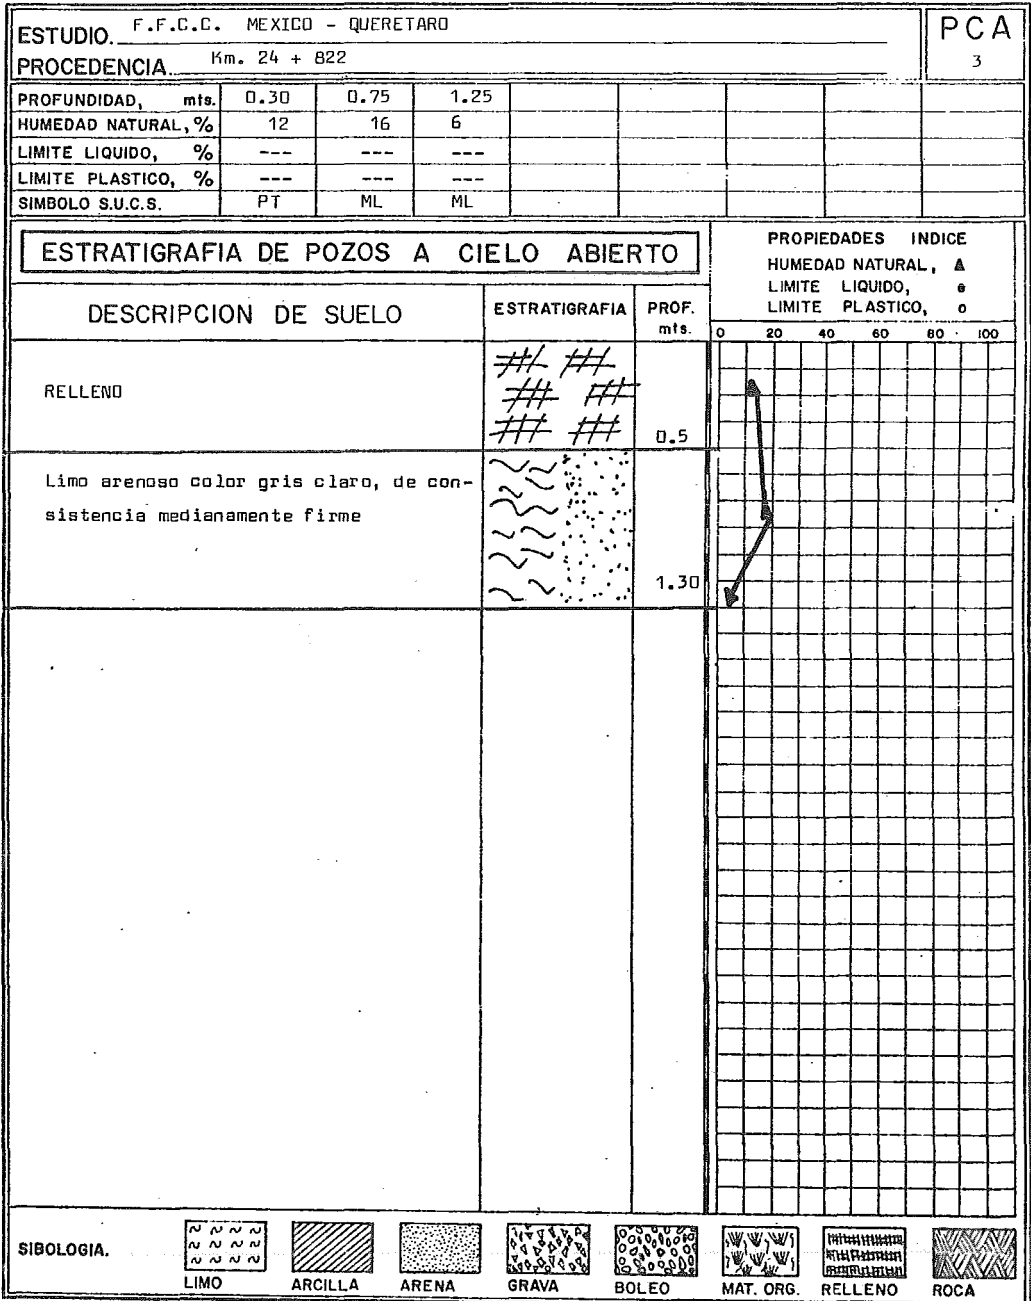 ESTUDIO. F.F.C.C. MEXICO - QUERETARO
PROCEDENCIA. Km. 24 + 822
PCA
3
PROFUNDIDAD, mts. 0.30 0.75 1.25
HUMEDAD NATURAL, % 12 16 6
LIMITE LIQUIDO, % --- --- ---
LIMITE PLASTICO, % --- --- ---
SIMBOLO S.U.C.S. PT ML ML
ESTRATIGRAFIA DE POZOS A CIELO ABIERTO
PROPIEDADES INDICE
HUMEDAD NATURAL,
LIMITE LIQUIDO,
LIMITE PLASTICO,
DESCRIPCION DE SUELO
ESTRATIGRAFIA
PROF.
mts.
0 20 40 60 80 100
RELLENO
0.5
Limo arenoso color gris claro, de con-
sistencia medianamente firme
1.30
SIBOLOGIA.
LIMO ARCILLA ARENA GRAVA BOLEO MAT. ORG. RELLENO ROCA